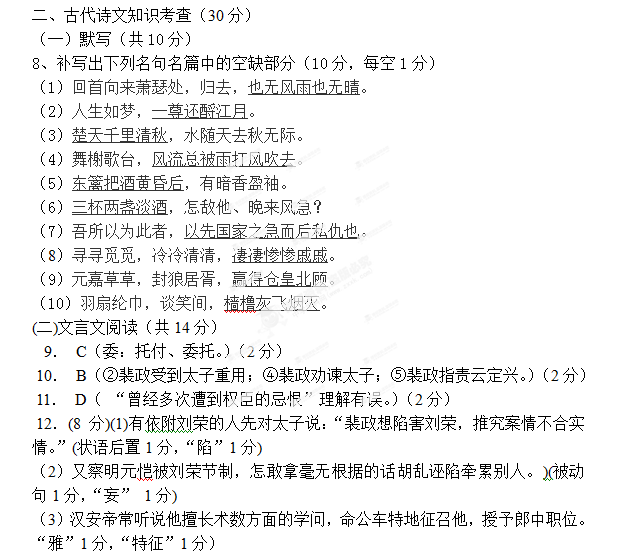 二、古代诗文知识考查（30 分）
（一）默写（共 10 分）
8、补写出下列名句名篇中的空缺部分（10 分，每空 1 分）
（1）回首向来萧瑟处，归去，也无风雨也无晴。
（2）人生如梦，一尊还酹江月。
（3）楚天千里清秋，水随天去秋无际。
（4）舞榭歌台，风流总被雨打风吹去。
（5）东篱把酒黄昏后，有暗香盈袖。
（6）三杯两盏淡酒，怎敌他、晚来风急？
（7）吾所以为此者，以先国家之急而后私仇也。
（8）寻寻觅觅，冷冷清清，凄凄惨惨戚戚。
（9）元嘉草草，封狼居胥，赢得仓皇北顾。
（10）羽扇纶巾，谈笑间，樯橹灰飞烟灭。
(二)文言文阅读（共 14 分）
9． C（委：托付、委托。）（2 分）
10． B（②裴政受到太子重用；④裴政劝谏太子；⑤裴政指责云定兴。）（2 分）
11． D（ “曾经多次遭到权臣的忌恨”理解有误。）（2 分）
12．(8 分)(1)有依附刘荣的人先对太子说：“裴政想陷害刘荣，推究案情不合实
情。”(状语后置 1 分，“陷”1 分)
（2）又察明元恺被刘荣节制，怎敢拿毫无根据的话胡乱诬陷牵累别人。)(被动
句 1 分，“妄” 1 分)
（3）汉安帝常听说他擅长术数方面的学问，命公车特地征召他，授予郎中职位。
“雅”1 分，“特征”1 分）